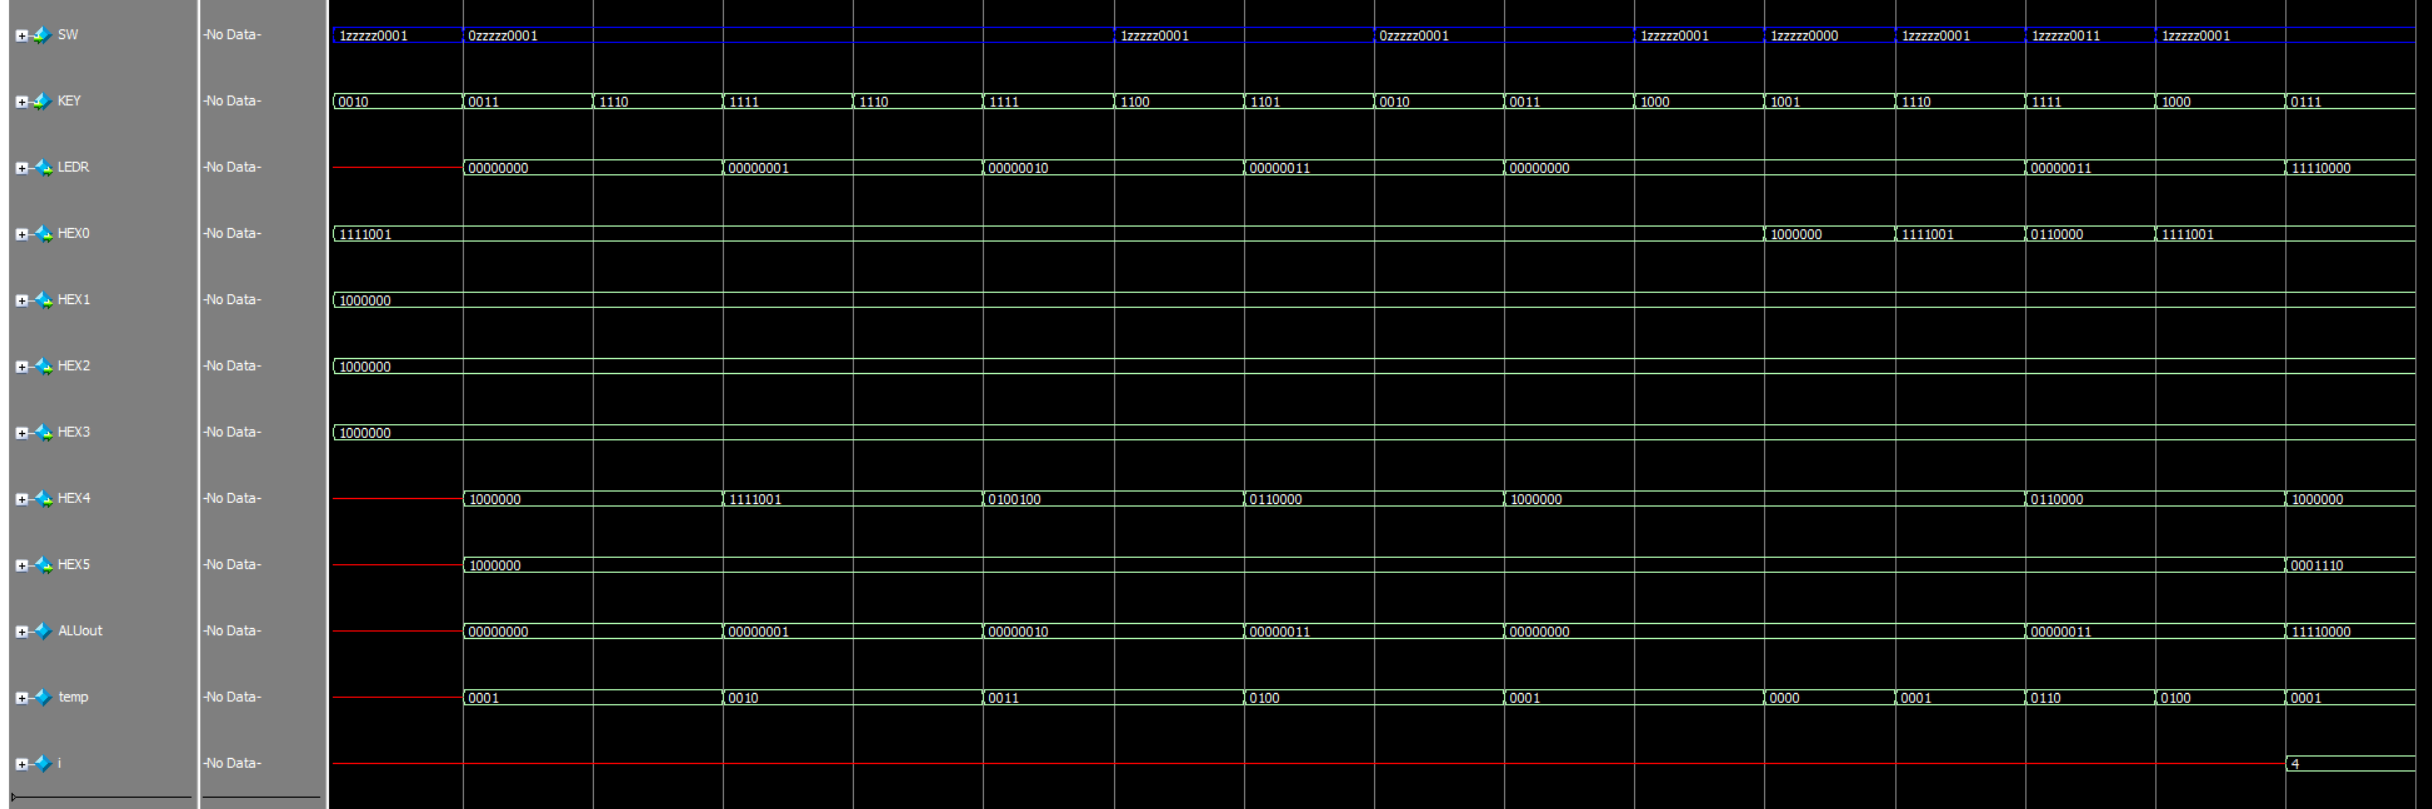 SW -No Data- 1zzzzz0001 0zzzzz0001 1zzzzz0001 0zzzzz0001 1zzzzz0001 1zzzzz0000 1zzzzz0001 1zzzzz0011 1zzzzz0001
KEY -No Data- 0010 0011 1110 1111 1110 1111 1100 1101 0010 0011 1000 1001 1110 1111 1000 0111
LEDR -No Data- 00000000 00000001 00000010 00000011 00000000 00000011 11110000
HEX0 -No Data- 1111001 1000000 1111001 0110000 1111001
HEX1 -No Data- 1000000
HEX2 -No Data- 1000000
HEX3 -No Data- 1000000
HEX4 -No Data- 1000000 1111001 0100100 0110000 1000000 0110000 1000000
HEX5 -No Data- 1000000 0001110
ALUout -No Data- 00000000 00000001 00000010 00000011 00000000 00000011 11110000
temp -No Data- 0001 0010 0011 0100 0001 0000 0001 0110 0100 0001
i -No Data- 4